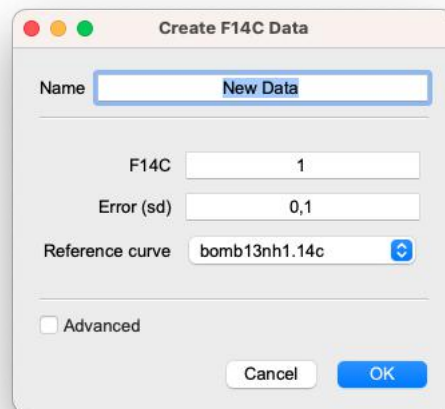 Create F14C Data
Name New Data
F14C 1
Error (sd) 0,1
Reference curve bomb13nh1.14c
Advanced
Cancel OK